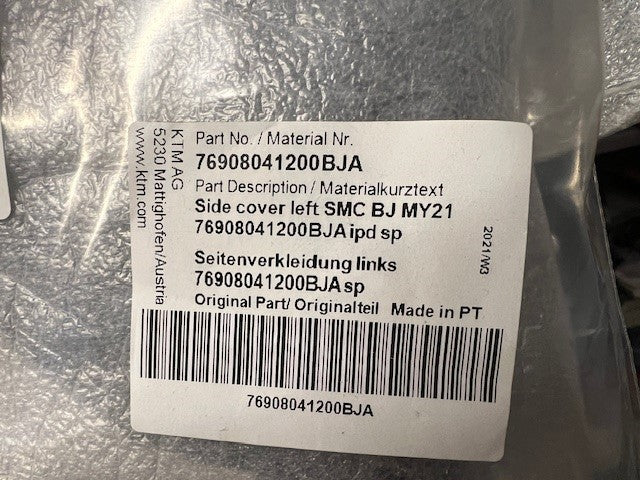 Part No. / Material Nr.
76908041200BJA
Part Description / Materialkurztext
Side cover left SMC BJ MY21
76908041200BJA ipd sp
Seitenverkleidung links
76908041200BJA sp
Original Part/ Originalteil Made in PT
76908041200BJA
KTM AG
5230 Mattighofen/Austria
www.ktm.com
2021/W3